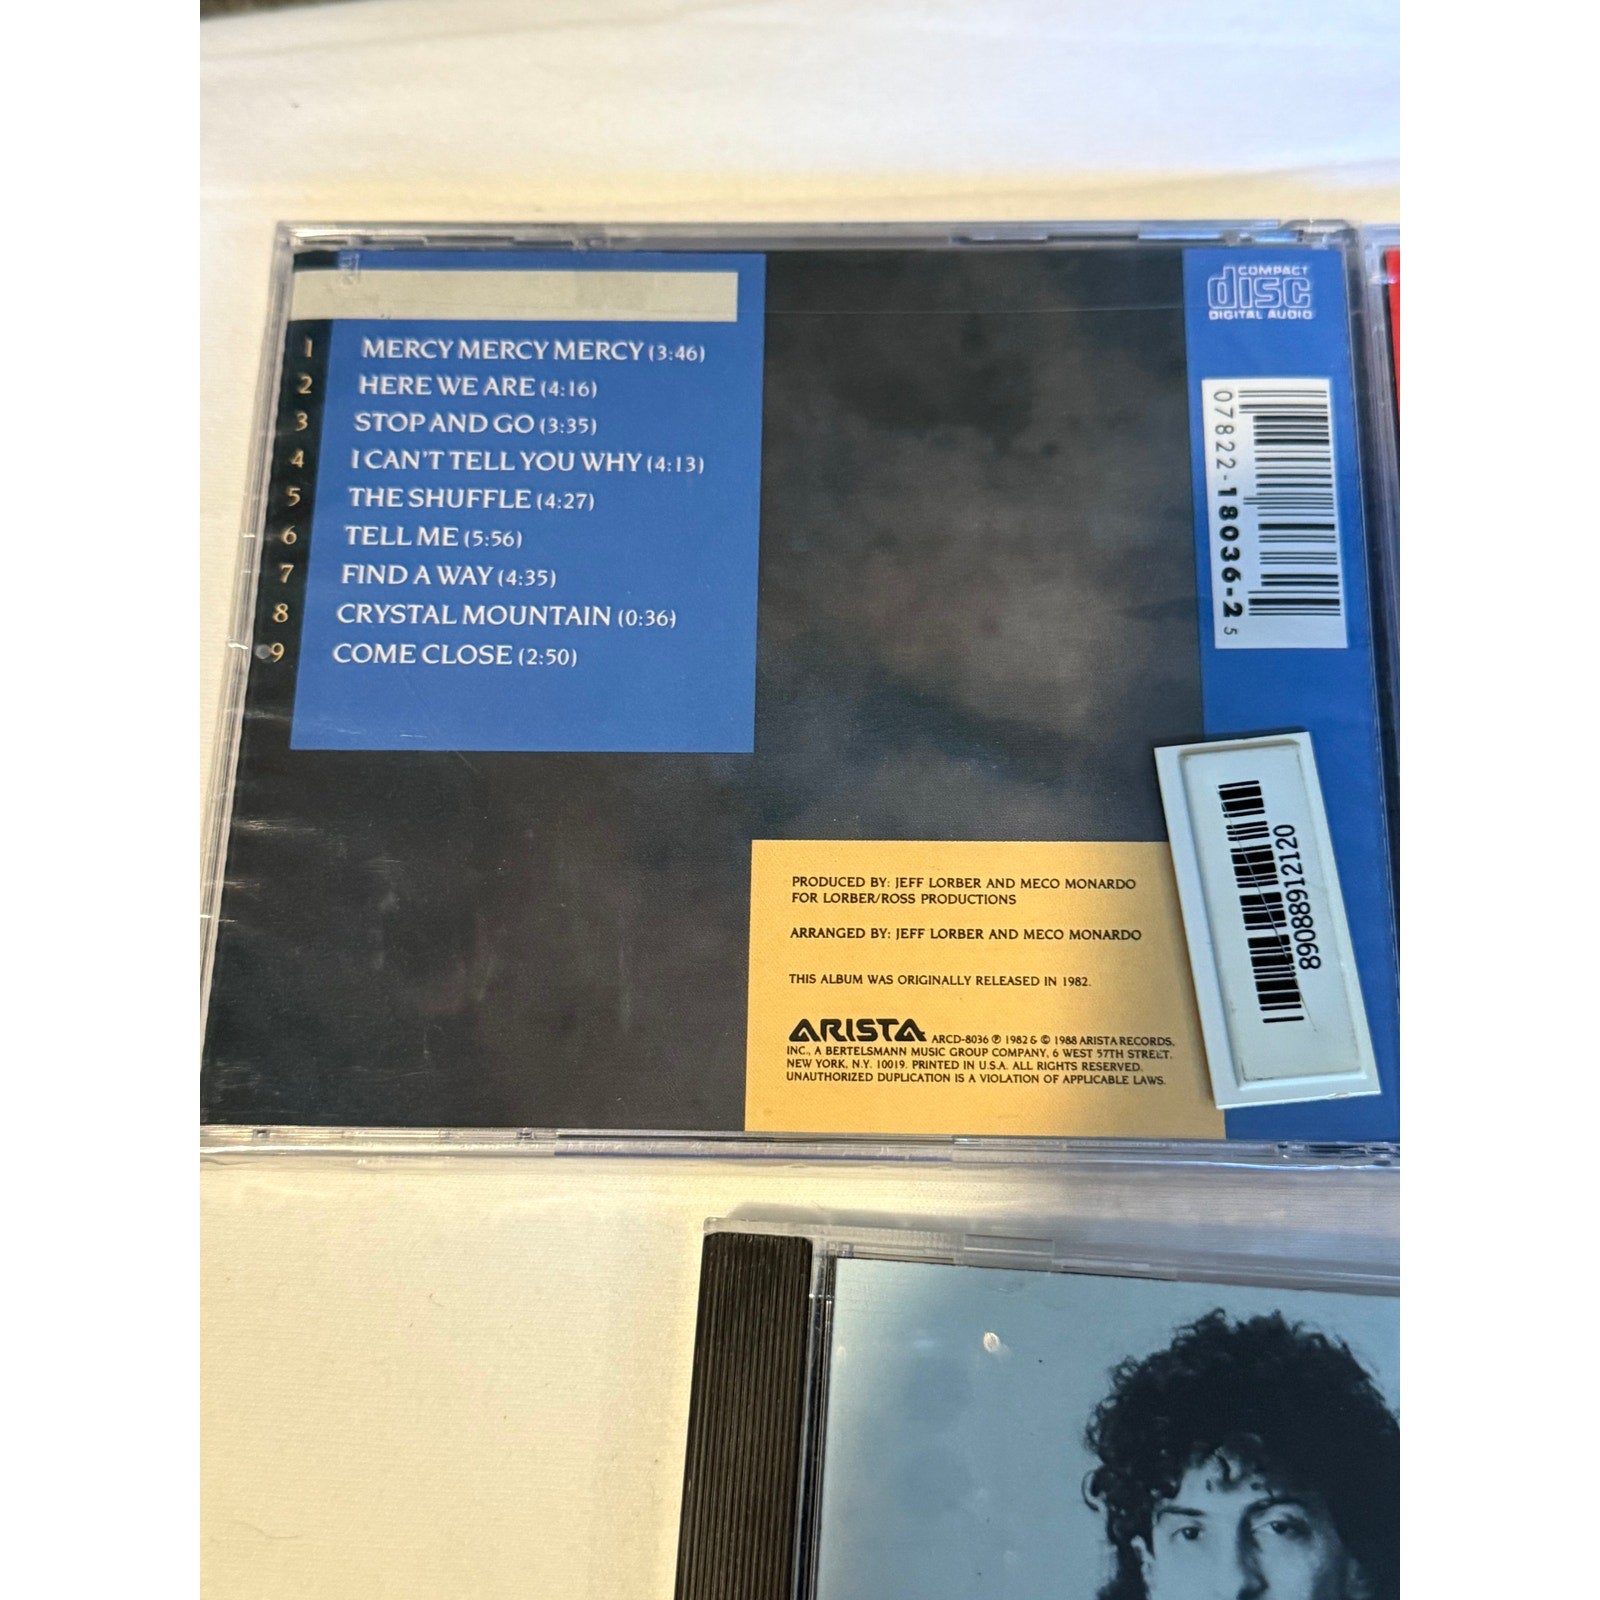 COMPACT
disc
DIGITAL AUDIO
1 MERCY MERCY MERCY (3:46)
2 HERE WE ARE (4:16)
3 STOP AND GO (3:35)
4 I CAN'T TELL YOU WHY (4:13)
5 THE SHUFFLE (4:27)
6 TELL ME (5:56)
7 FIND A WAY (4:35)
8 CRYSTAL MOUNTAIN (0:36)
9 COME CLOSE (2:50)
07822-18036-2 5
89088912120
PRODUCED BY: JEFF LORBER AND MECO MONARDO
FOR LORBER/ROSS PRODUCTIONS
ARRANGED BY: JEFF LORBER AND MECO MONARDO
THIS ALBUM WAS ORIGINALLY RELEASED IN 1982.
ARISTA ARCD-8036 ℗ 1982 & © 1988 ARISTA RECORDS,
INC., A BERTELSMANN MUSIC GROUP COMPANY, 6 WEST 57TH STREET,
NEW YORK, N.Y. 10019. PRINTED IN U.S.A. ALL RIGHTS RESERVED.
UNAUTHORIZED DUPLICATION IS A VIOLATION OF APPLICABLE LAWS.